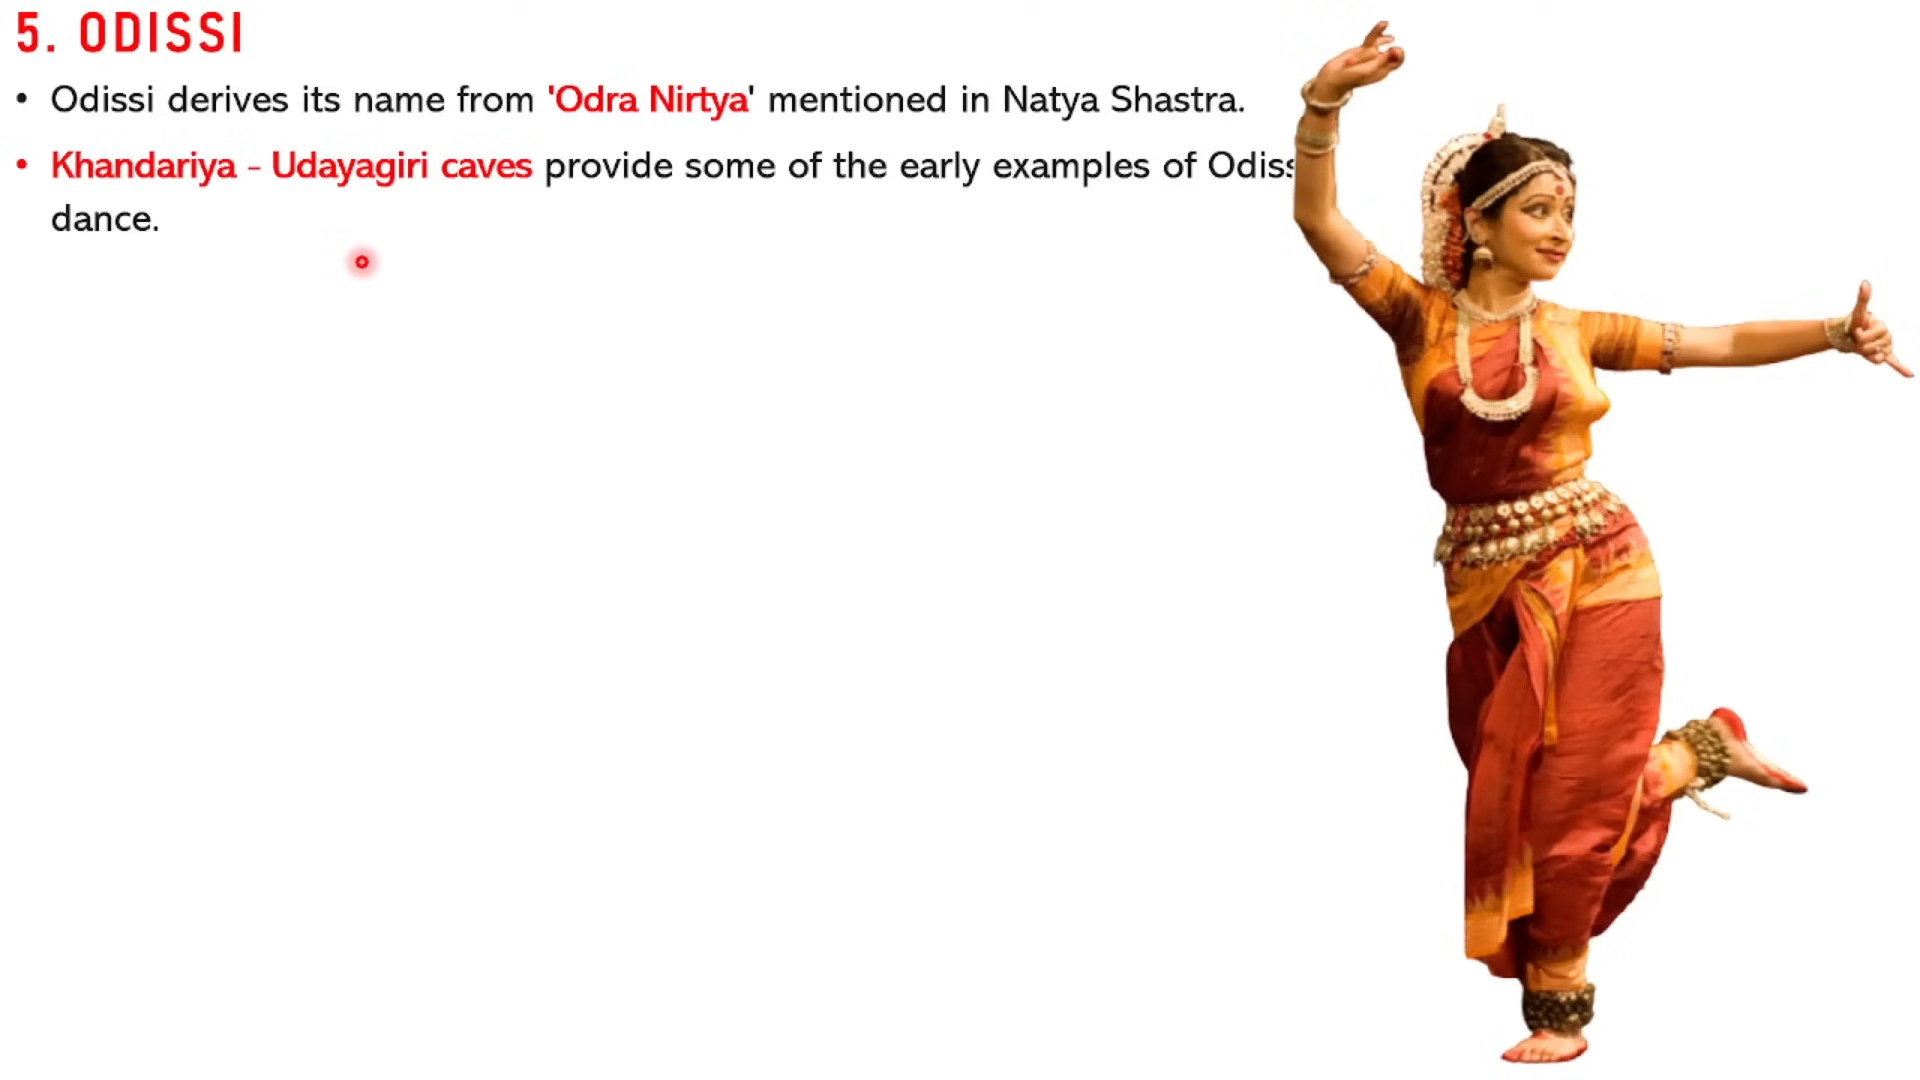 5. ODISSI
• Odissi derives its name from 'Odra Nirtya' mentioned in Natya Shastra.
• Khandariya - Udayagiri caves provide some of the early examples of Odiss
dance.